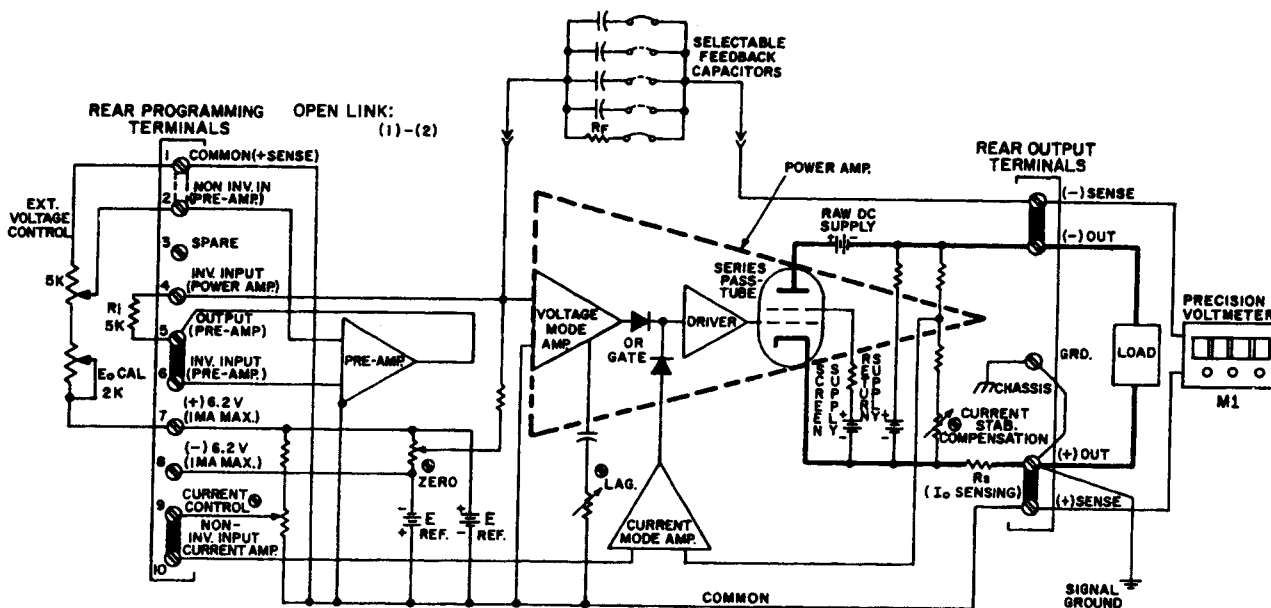 SELECTABLE
FEEDBACK
CAPACITORS
RF
REAR PROGRAMMING
TERMINALS
OPEN LINK:
(1)-(2)
1
COMMON(+SENSE)
NON INV. IN
2
(PRE-AMP.)
EXT.
VOLTAGE
CONTROL
3
SPARE
5K
4
INV. INPUT
(POWER AMP.)
Ri
5K
5
OUTPUT
(PRE-AMP)
INV. INPUT
6
(PRE-AMP.)
EO CAL
2K
7
(+) 6.2 V
(IMA MAX.)
8
(-) 6.2V
(IMA MAX.)
9
CURRENT
CONTROL
NON-
INV. INPUT
CURRENT AMP.
10
PRE-AMP.
ZERO
- E +
REF.
+ E -
REF.
VOLTAGE
MODE
AMP.
OR
GATE
DRIVER
LAG.
CURRENT
MODE AMP.
COMMON
POWER AMP.
RAW DC
SUPPLY
+ -
SERIES
PASS-
TUBE
SCREEN
SUPPLY
RETURN
SUPPLY
+
-
+
-
CURRENT
STAB.
COMPENSATION
RS
(IO SENSING)
REAR OUTPUT
TERMINALS
(-) SENSE
(-) OUT
GRD.
CHASSIS
(+) OUT
(+) SENSE
LOAD
PRECISION
VOLTMETER
M1
SIGNAL
GROUND